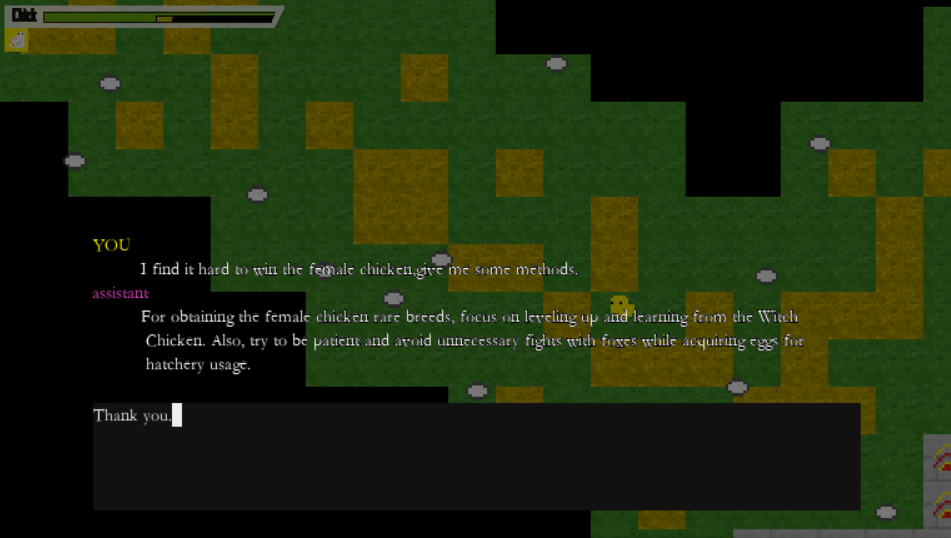 YOU
I find it hard to win the female chicken,give me some methods.
assistant
For obtaining the female chicken rare breeds, focus on leveling up and learning from the Witch
Chicken. Also, try to be patient and avoid unnecessary fights with foxes while acquiring eggs for
hatchery usage.
Thank you.